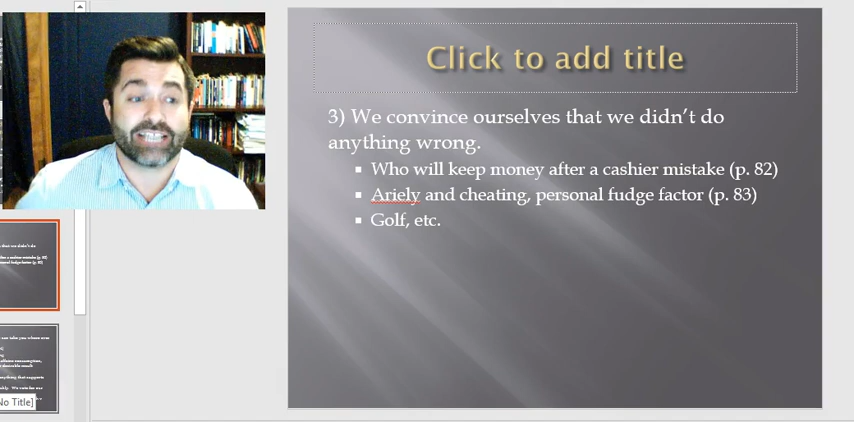 Click to add title
3) We convince ourselves that we didn't do
anything wrong.
▪ Who will keep money after a cashier mistake (p. 82)
▪ Ariely and cheating, personal fudge factor (p. 83)
▪ Golf, etc.
No Title]